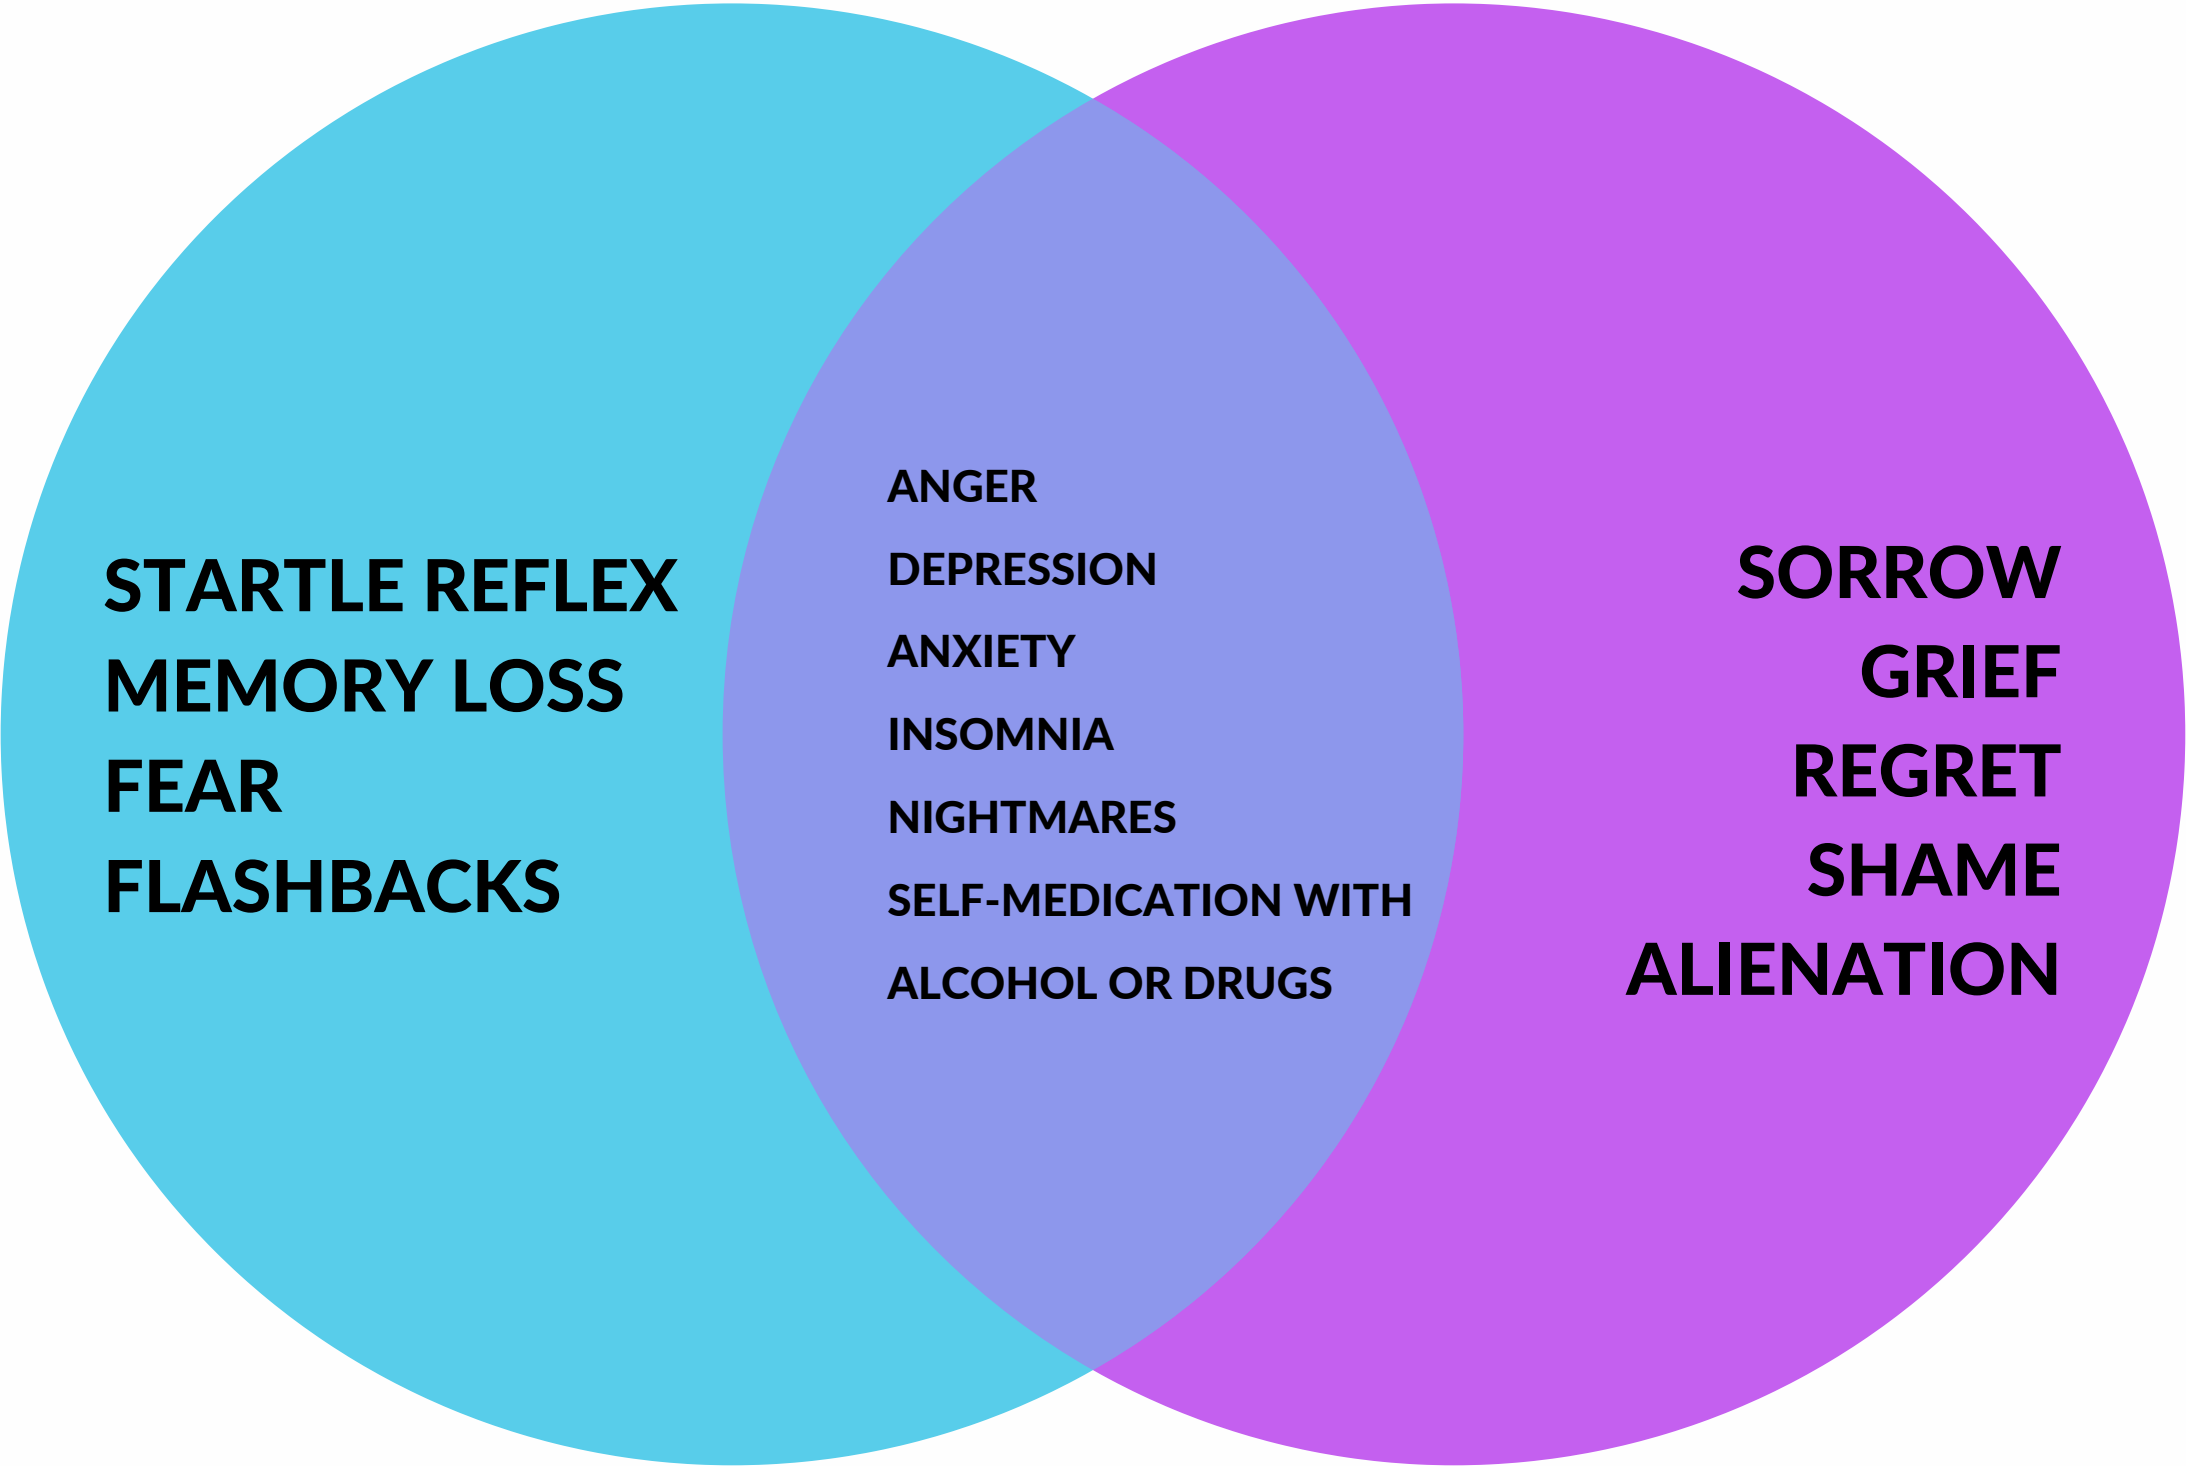 STARTLE REFLEX
MEMORY LOSS
FEAR
FLASHBACKS
ANGER
DEPRESSION
ANXIETY
INSOMNIA
NIGHTMARES
SELF-MEDICATION WITH
ALCOHOL OR DRUGS
SORROW
GRIEF
REGRET
SHAME
ALIENATION